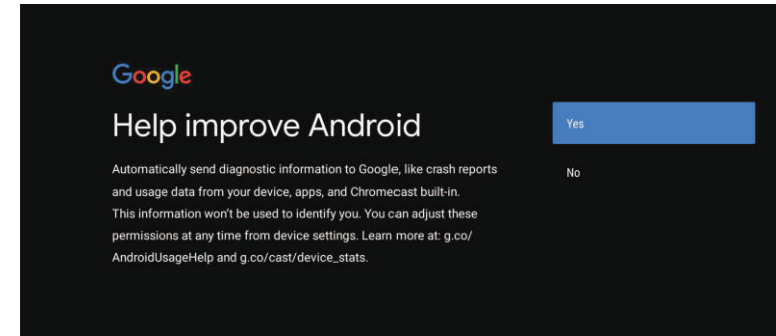 Google
Help improve Android
Automatically send diagnostic information to Google, like crash reports
and usage data from your device, apps, and Chromecast built-in.
This information won't be used to identify you. You can adjust these
permissions at any time from device settings. Learn more at: g.co/
AndroidUsageHelp and g.co/cast/device_stats.
Yes
No